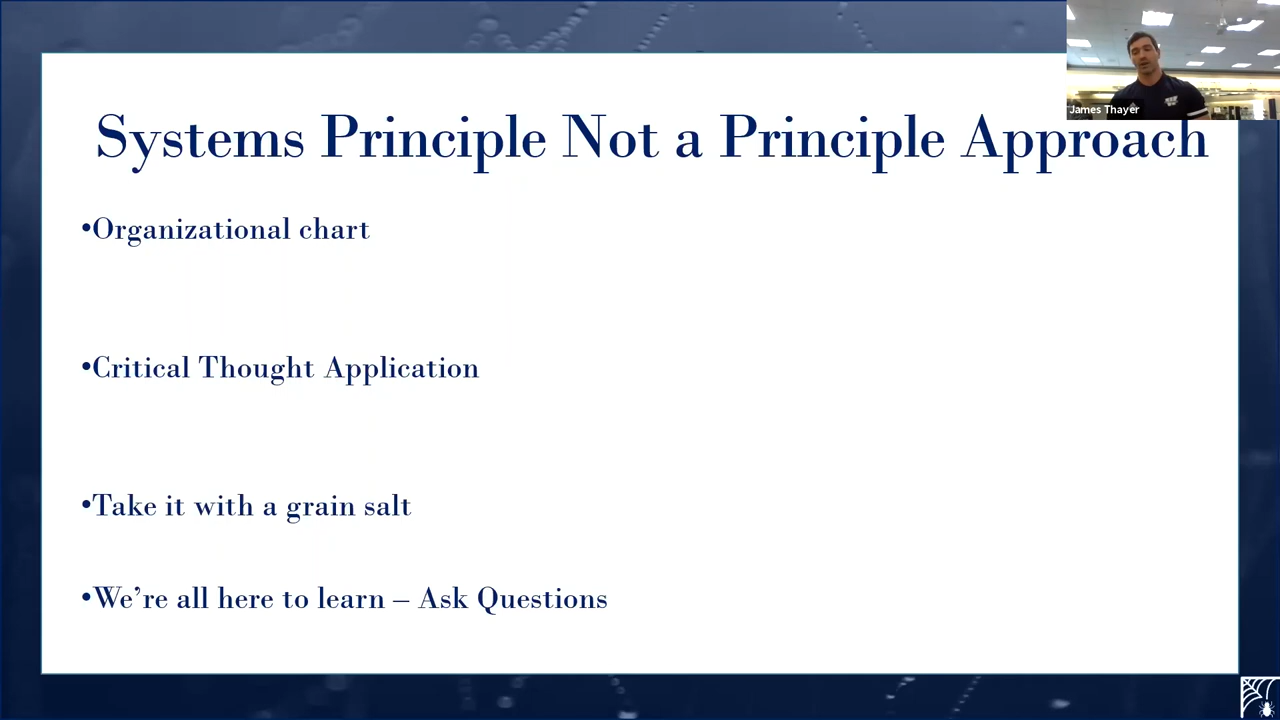 James Thayer
Systems Principle Not a Principle Approach
•Organizational chart
•Critical Thought Application
•Take it with a grain salt
•We’re all here to learn – Ask Questions